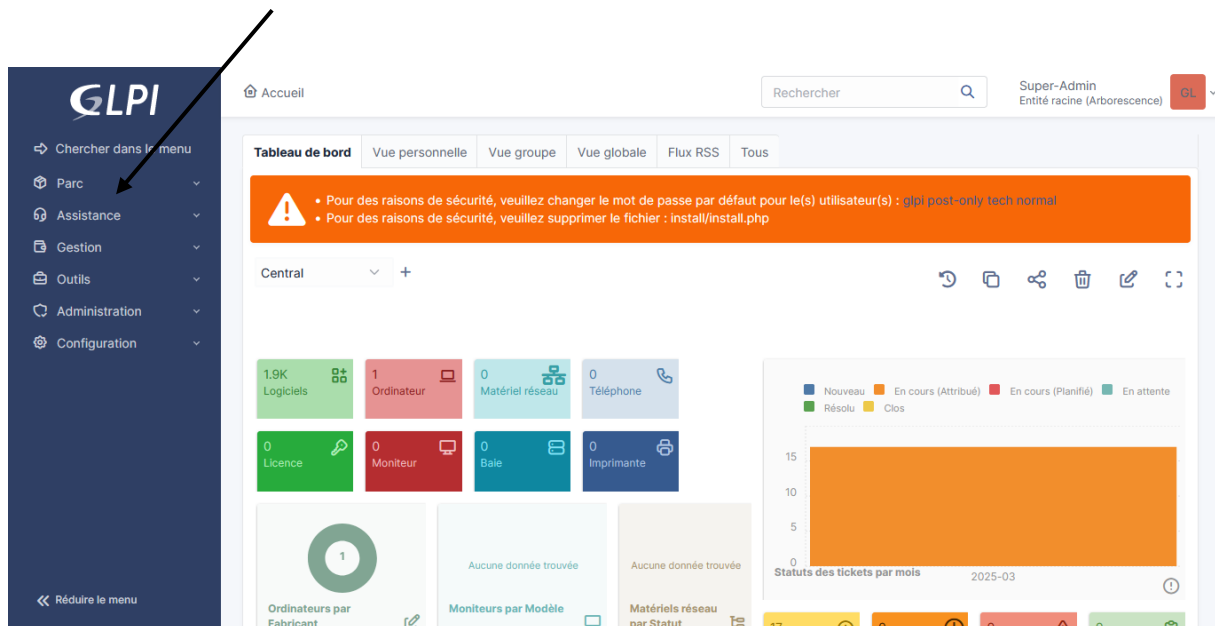 GLPI
Accueil
Rechercher
Super-Admin
Entité racine (Arborescence)
GL
Chercher dans le menu
Parc
Assistance
Gestion
Outils
Administration
Configuration
Réduire le menu
Tableau de bord Vue personnelle Vue groupe Vue globale Flux RSS Tous
• Pour des raisons de sécurité, veuillez changer le mot de passe par défaut pour le(s) utilisateur(s) : glpi post-only tech normal
• Pour des raisons de sécurité, veuillez supprimer le fichier : install/install.php
Central
1.9K
Logiciels
1
Ordinateur
0
Matériel réseau
0
Téléphone
0
Licence
0
Moniteur
0
Baie
0
Imprimante
Nouveau En cours (Attribué) En cours (Planifié) En attente
Résolu Clos
15
10
5
0
Statuts des tickets par mois
2025-03
1
Ordinateurs par
Fabricant
Aucune donnée trouvée
Moniteurs par Modèle
Aucune donnée trouvée
Matériels réseau
par Statut
17